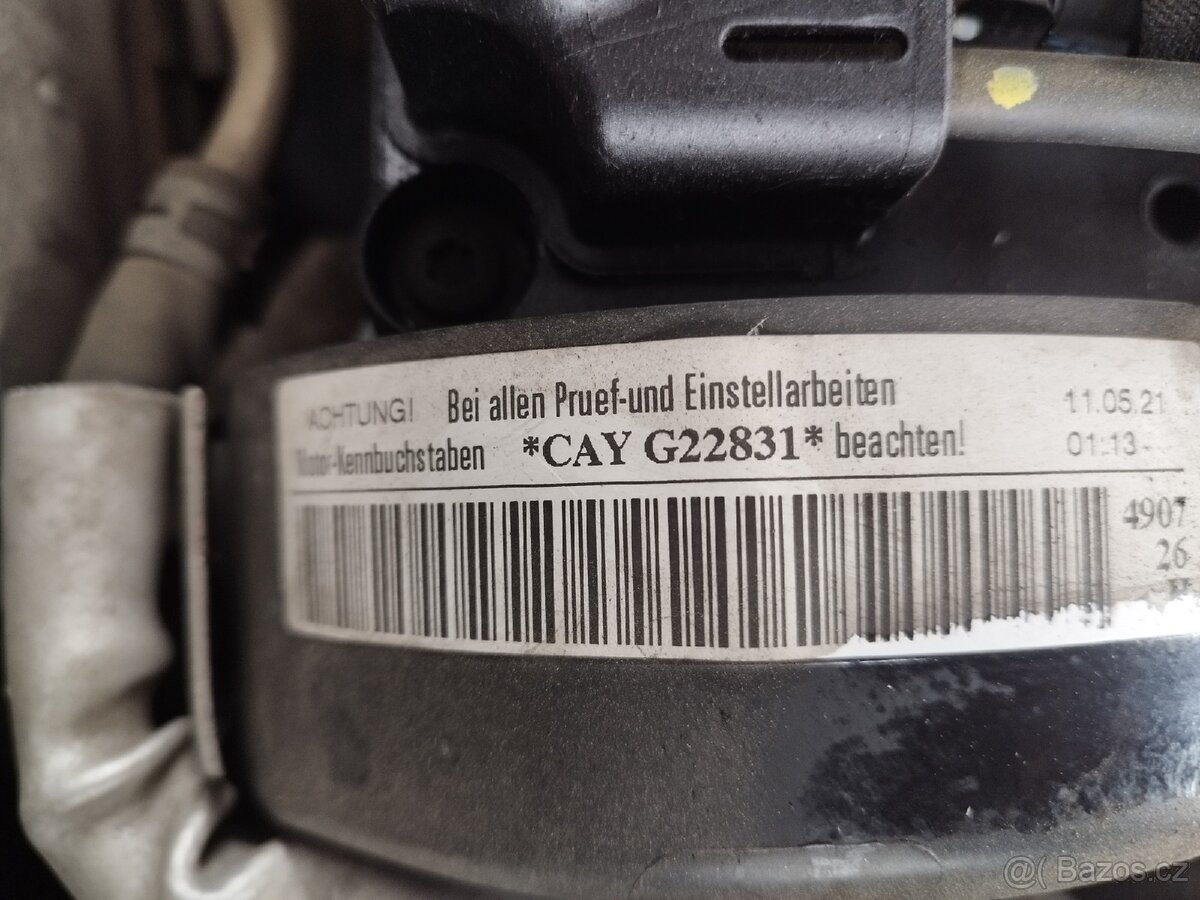 ACHTUNG! Bei allen Pruef-und Einstellarbeiten 11.05.21
Motor-Kennbuchstaben *CAY G22831* beachten! 01:13
4907
26
@( Bazos.cz